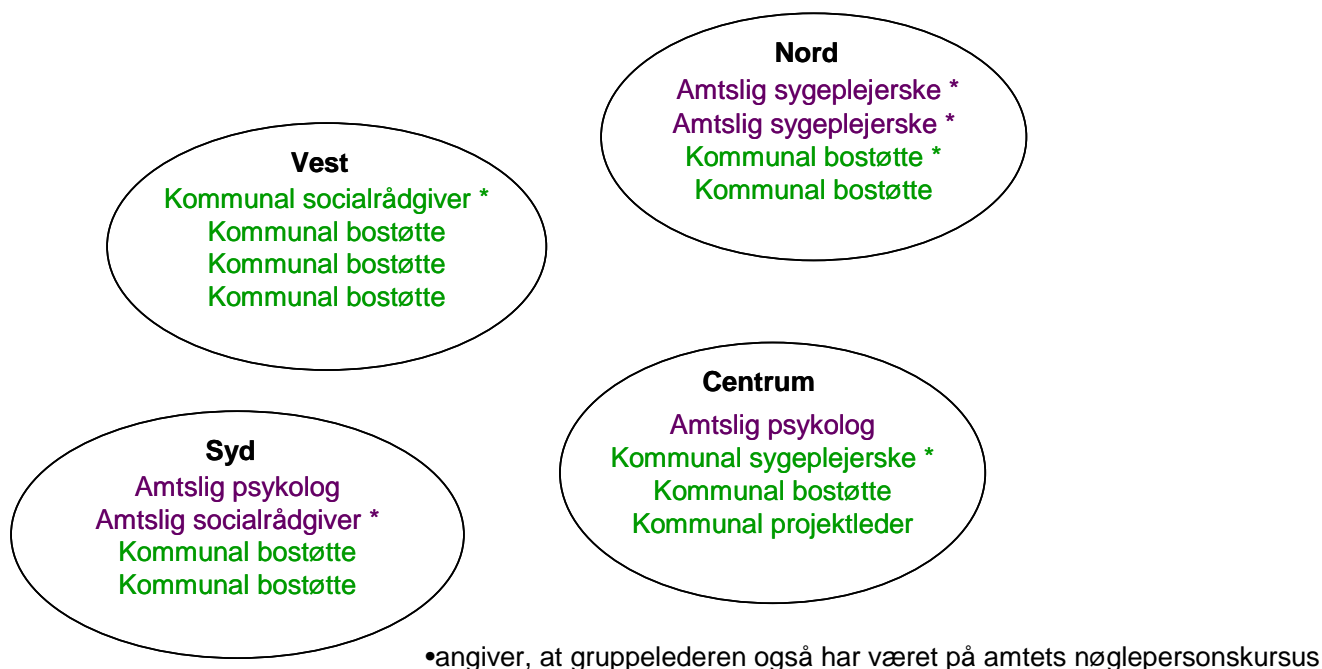 Nord
Amtslig sygeplejerske *
Amtslig sygeplejerske *
Kommunal bostøtte *
Kommunal bostøtte
Vest
Kommunal socialrådgiver *
Kommunal bostøtte
Kommunal bostøtte
Kommunal bostøtte
Centrum
Amtslig psykolog
Kommunal sygeplejerske *
Kommunal bostøtte
Kommunal projektleder
Syd
Amtslig psykolog
Amtslig socialrådgiver *
Kommunal bostøtte
Kommunal bostøtte
•angiver, at gruppelederen også har været på amtets nøglepersonskursus